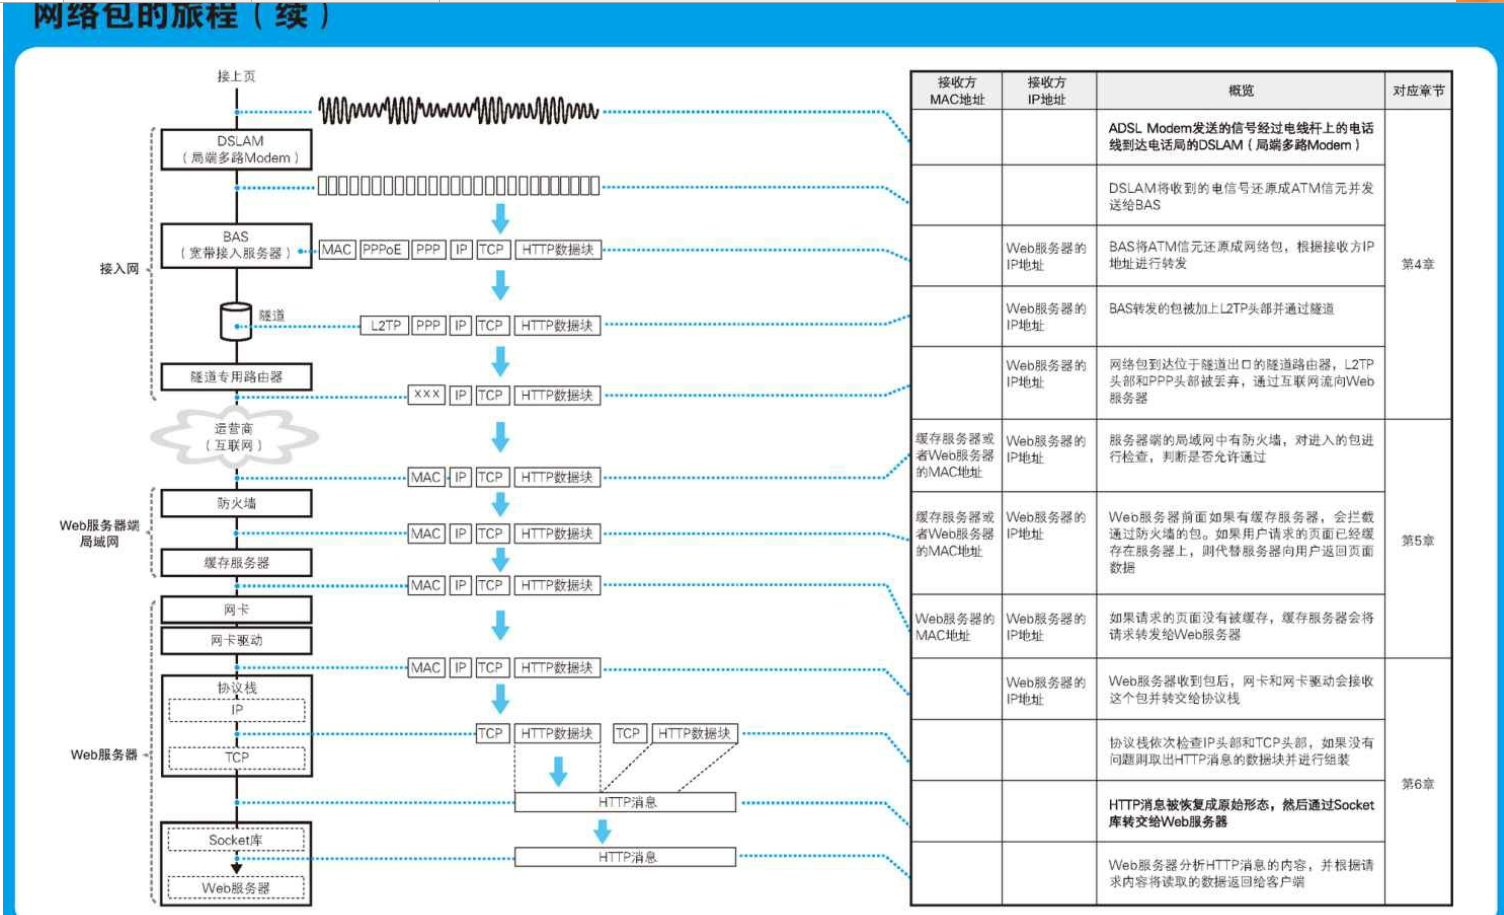 网络包的旅程（续）
接上页
DSLAM
（局端多路Modem）
BAS
（宽带接入服务器）
接入网
隧道
隧道专用路由器
运营商
（互联网）
防火墙
Web服务器端
局域网
缓存服务器
网卡
网卡驱动
协议栈
IP
TCP
Web服务器
Socket库
Web服务器
MAC PPPoE PPP IP TCP HTTP数据块
L2TP PPP IP TCP HTTP数据块
××× IP TCP HTTP数据块
MAC IP TCP HTTP数据块
MAC IP TCP HTTP数据块
MAC IP TCP HTTP数据块
MAC IP TCP HTTP数据块
TCP HTTP数据块 TCP HTTP数据块
HTTP消息
HTTP消息
接收方
MAC地址
接收方
IP地址
概览
对应章节
ADSL Modem发送的信号经过电线杆上的电话
线到达电话局的DSLAM（局端多路Modem）
DSLAM将收到的电信号还原成ATM信元并发
送给BAS
Web服务器的
IP地址
BAS将ATM信元还原成网络包，根据接收方IP
地址进行转发
第4章
Web服务器的
IP地址
BAS转发的包被加上L2TP头部并通过隧道
Web服务器的
IP地址
网络包到达位于隧道出口的隧道路由器，L2TP
头部和PPP头部被丢弃，通过互联网流向Web
服务器
缓存服务器或
者Web服务器
的MAC地址
Web服务器的
IP地址
服务器端的局域网中有防火墙，对进入的包进
行检查，判断是否允许通过
缓存服务器或
者Web服务器
的MAC地址
Web服务器的
IP地址
Web服务器前面如果有缓存服务器，会拦截
通过防火墙的包。如果用户请求的页面已经缓
存在服务器上，则代替服务器向用户返回页面
数据
第5章
Web服务器的
MAC地址
Web服务器的
IP地址
如果请求的页面没有被缓存，缓存服务器会将
请求转发给Web服务器
Web服务器的
IP地址
Web服务器收到包后，网卡和网卡驱动会接收
这个包并转交给协议栈
协议栈依次检查IP头部和TCP头部，如果没有
问题则取出HTTP消息的数据块并进行组装
第6章
HTTP消息被恢复成原始形态，然后通过Socket
库转交给Web服务器
Web服务器分析HTTP消息的内容，并根据请
求内容将读取的数据返回给客户端